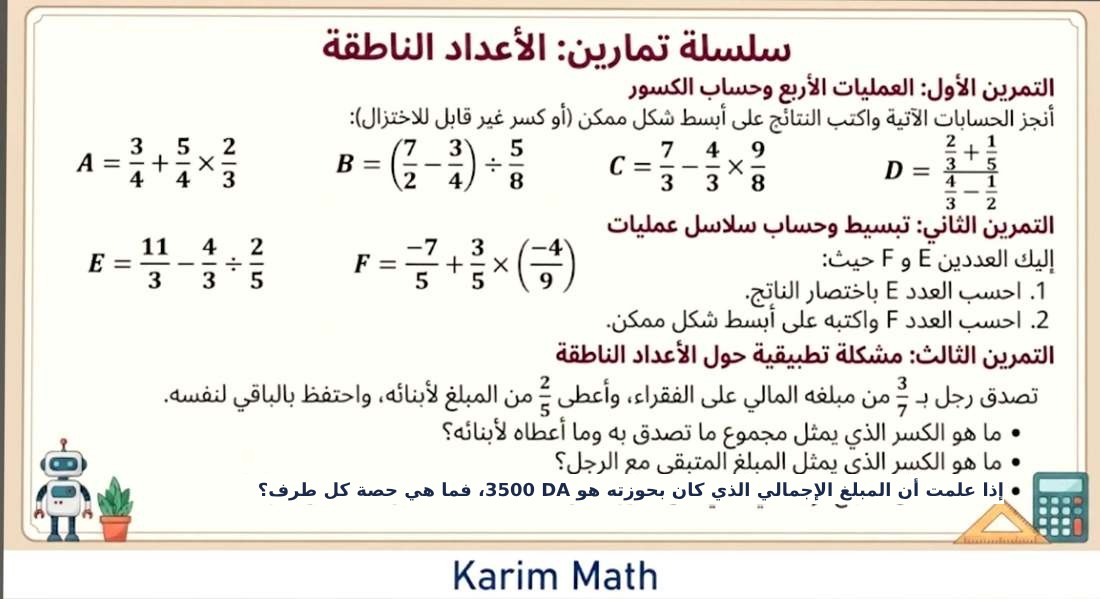 سلسلة تمارين: الأعداد الناطقة
التمرين الأول: العمليات الأربع وحساب الكسور
أنجز الحسابات الآتية واكتب النتائج على أبسط شكل ممكن (أو كسر غير قابل للاختزال):
A = 3/4 + 5/4 × 2/3
B = (7/2 − 3/4) ÷ 5/8
C = 7/3 − 4/3 × 9/8
D = (2/3 + 1/5) / (4/3 − 1/2)
التمرين الثاني: تبسيط وحساب سلاسل عمليات
إليك العددين E و F حيث:
E = 11/3 − 4/3 ÷ 2/5
F = −7/5 + 3/5 × (−4/9)
1. احسب العدد E باختصار الناتج.
2. احسب العدد F واكتبه على أبسط شكل ممكن.
التمرين الثالث: مشكلة تطبيقية حول الأعداد الناطقة
تصدق رجل بـ 3/7 من مبلغه المالي على الفقراء، وأعطى 2/5 من المبلغ لأبنائه، واحتفظ بالباقي لنفسه.
• ما هو الكسر الذي يمثل مجموع ما تصدق به وما أعطاه لأبنائه؟
• ما هو الكسر الذي يمثل المبلغ المتبقي مع الرجل؟
• إذا علمت أن المبلغ الإجمالي الذي كان بحوزته هو 3500 DA، فما هي حصة كل طرف؟
Karim Math